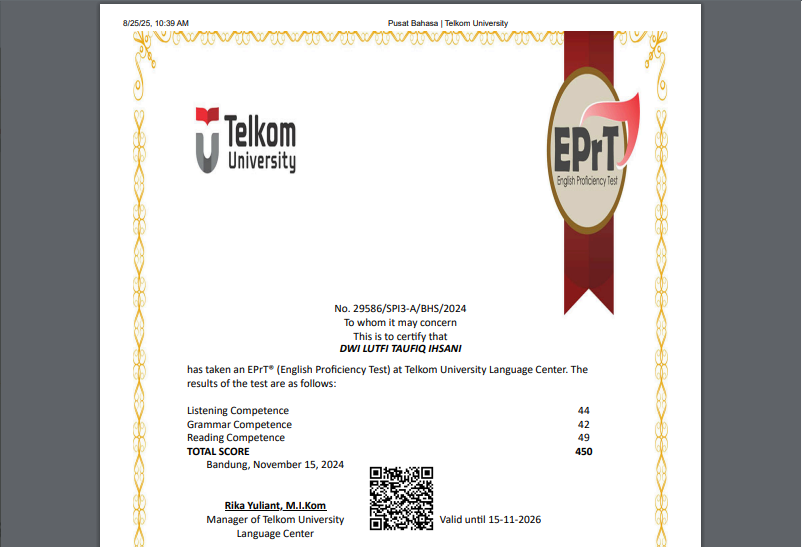 8/25/25, 10:39 AM
Pusat Bahasa | Telkom University
Telkom
University
EPrT
English Proficiency Test
No. 29586/SPI3-A/BHS/2024
To whom it may concern
This is to certify that
DWI LUTFI TAUFIQ IHSANI
has taken an EPrT® (English Proficiency Test) at Telkom University Language Center. The
results of the test are as follows:
Listening Competence 44
Grammar Competence 42
Reading Competence 49
TOTAL SCORE 450
Bandung, November 15, 2024
Rika Yuliant, M.I.Kom
Manager of Telkom University
Language Center
Valid until 15-11-2026